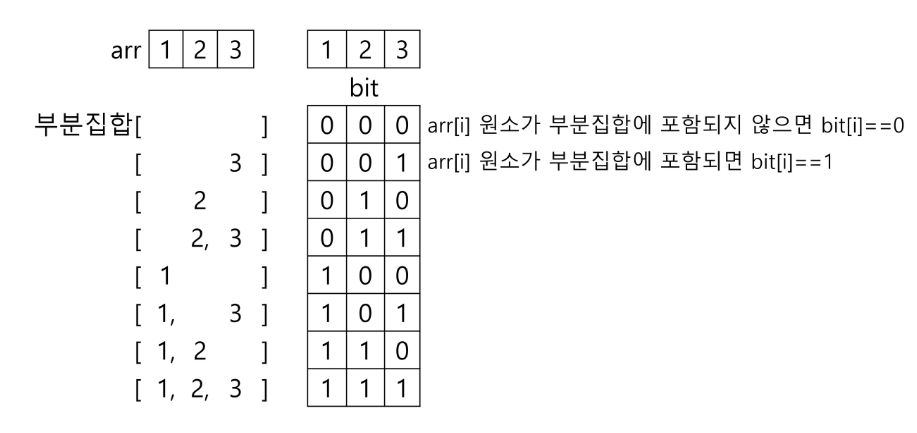 arr 1 2 3 1 2 3
bit
부분집합[ ] 0 0 0 arr[i] 원소가 부분집합에 포함되지 않으면 bit[i]==0
[ 3 ] 0 0 1 arr[i] 원소가 부분집합에 포함되면 bit[i]==1
[ 2 ] 0 1 0
[ 2, 3 ] 0 1 1
[ 1 ] 1 0 0
[ 1, 3 ] 1 0 1
[ 1, 2 ] 1 1 0
[ 1, 2, 3 ] 1 1 1